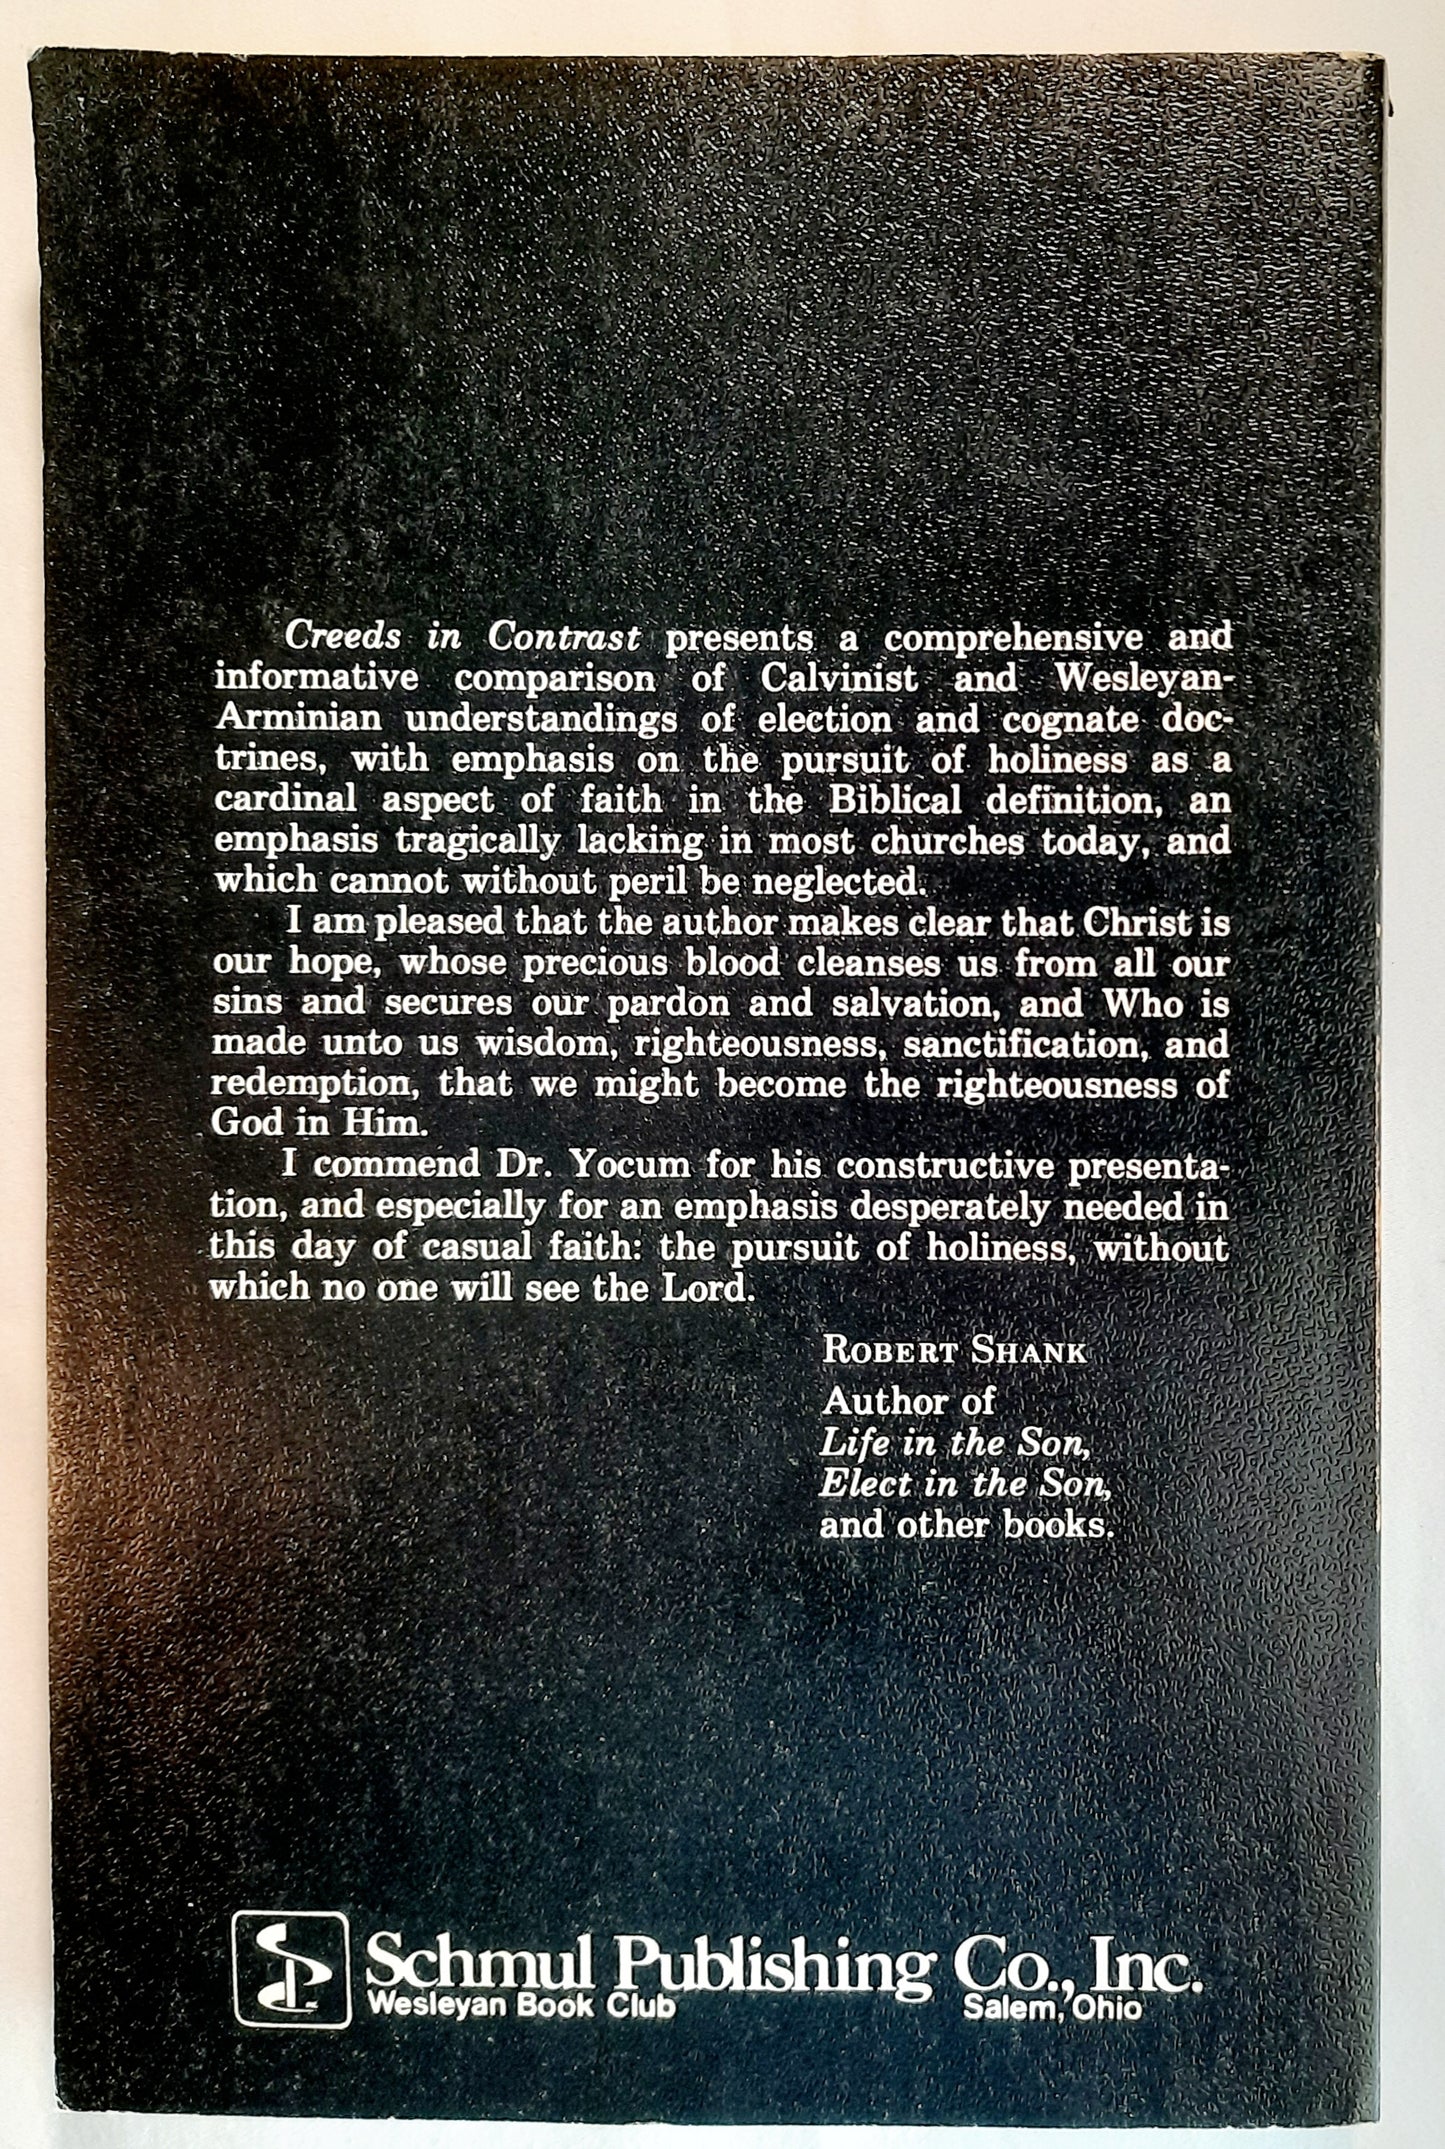 Creeds in Contrast presents a comprehensive and
informative comparison of Calvinist and Wesleyan-
Arminian understandings of election and cognate doc-
trines, with emphasis on the pursuit of holiness as a
cardinal aspect of faith in the Biblical definition, an
emphasis tragically lacking in most churches today, and
which cannot without peril be neglected.
I am pleased that the author makes clear that Christ is
our hope, whose precious blood cleanses us from all our
sins and secures our pardon and salvation, and Who is
made unto us wisdom, righteousness, sanctification, and
redemption, that we might become the righteousness of
God in Him.
I commend Dr. Yocum for his constructive presenta-
tion, and especially for an emphasis desperately needed in
this day of casual faith: the pursuit of holiness, without
which no one will see the Lord.
ROBERT SHANK
Author of
Life in the Son,
Elect in the Son,
and other books.
Schmul Publishing Co., Inc.
Wesleyan Book Club Salem, Ohio